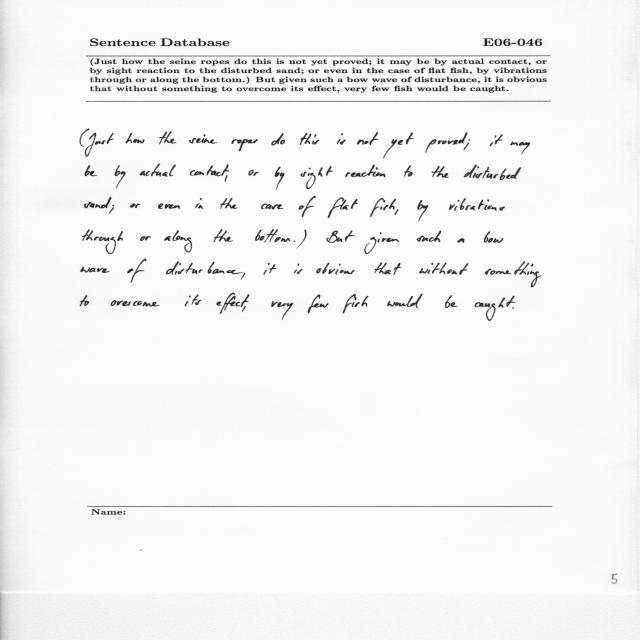 Sentence Database E06-046
(Just how the seine ropes do this is not yet proved; it may be by actual contact, or
by sight reaction to the disturbed sand; or even in the case of flat fish, by vibrations
through or along the bottom.) But given such a bow wave of disturbance, it is obvious
that without something to overcome its effect, very few fish would be caught.
(Just how the seine ropes do this is not yet proved; it may
be by actual contact, or by sight reaction to the disturbed
sand; or even in the case of flat fish, by vibrations
through or along the bottom.) But given such a bow
wave of disturbance, it is obvious that without something
to overcome its effect, very few fish would be caught.
Name:
5